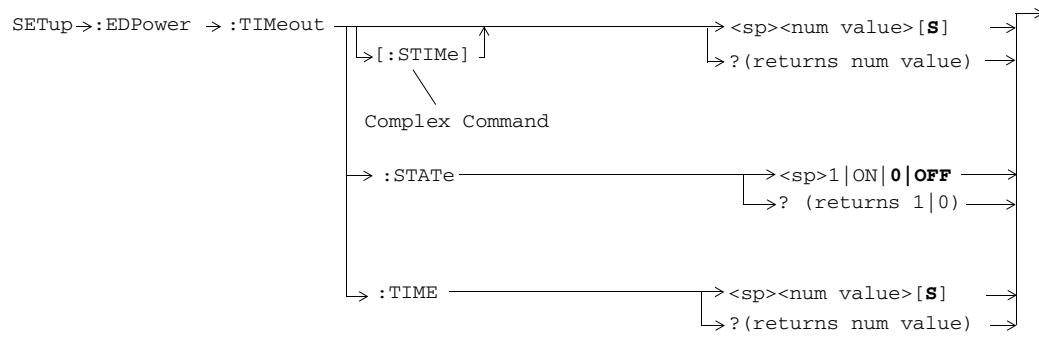 SETup :EDPower :TIMeout <sp><num value>[S]
[:STIMe] ?(returns num value)
Complex Command
:STATe <sp>1|ON|0|OFF
? (returns 1|0)
:TIME <sp><num value>[S]
?(returns num value)